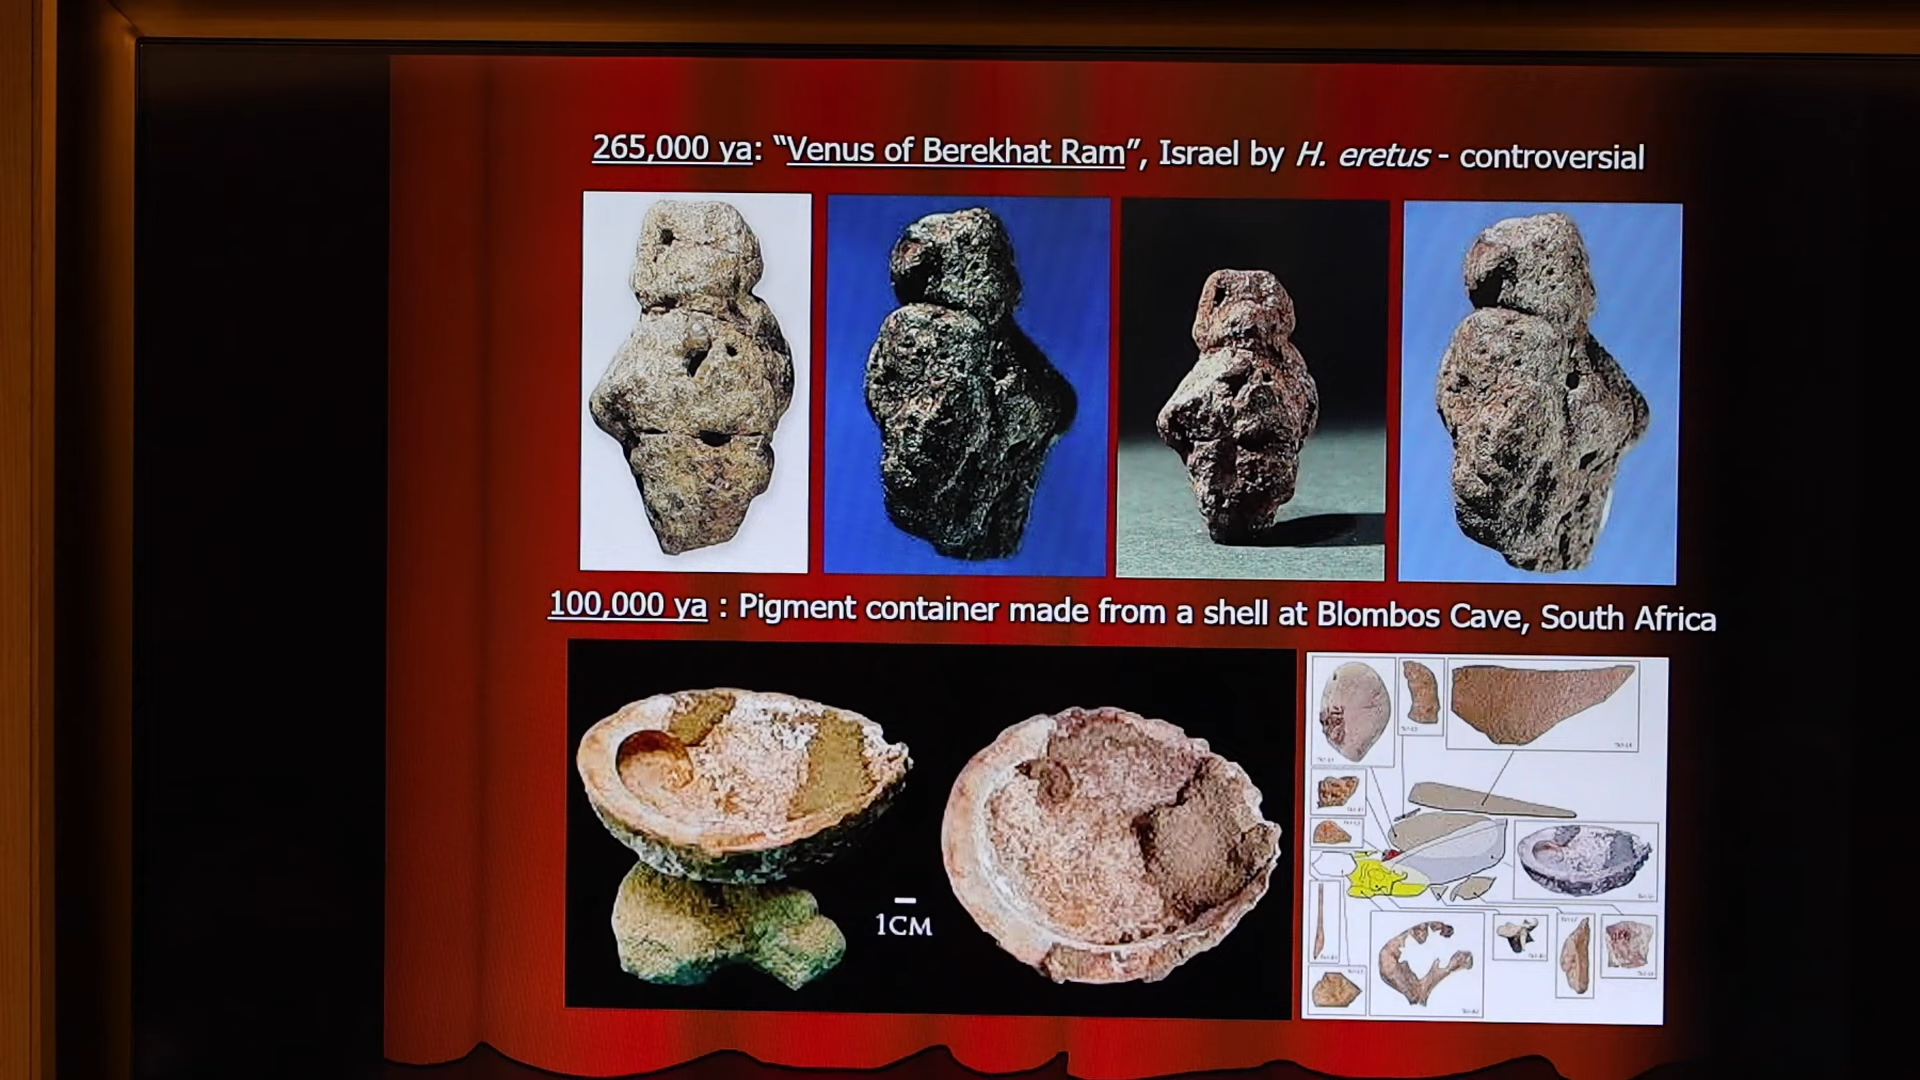 265,000 ya: “Venus of Berekhat Ram”, Israel by H. eretus - controversial
100,000 ya : Pigment container made from a shell at Blombos Cave, South Africa
1CM